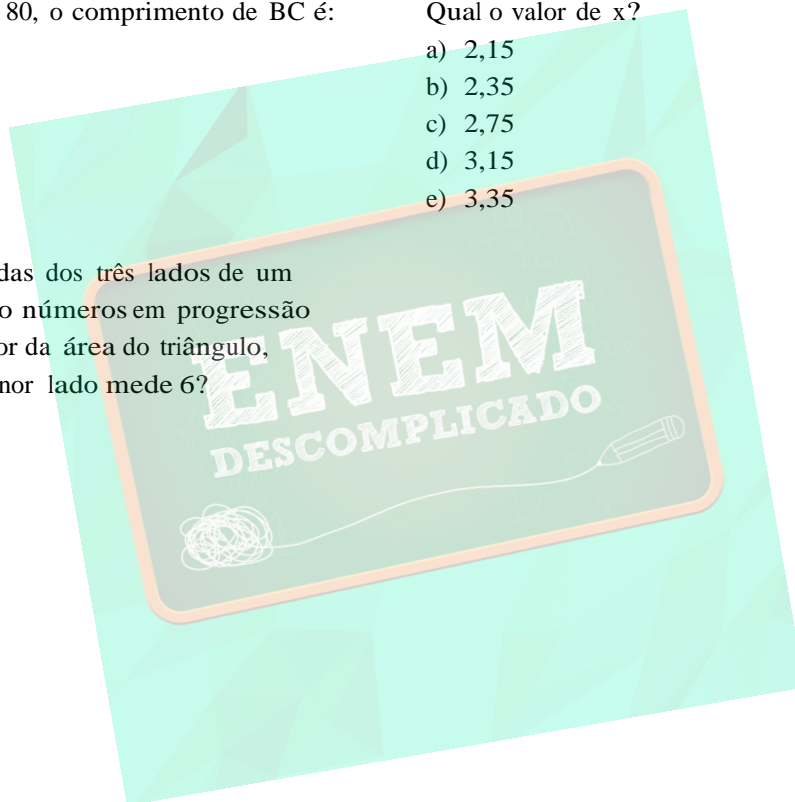 80, o comprimento de BC é:
das dos três lados de um
o números em progressão
or da área do triângulo,
nor lado mede 6?
Qual o valor de x?
a) 2,15
b) 2,35
c) 2,75
d) 3,15
e) 3,35
ENEM
DESCOMPLICADO